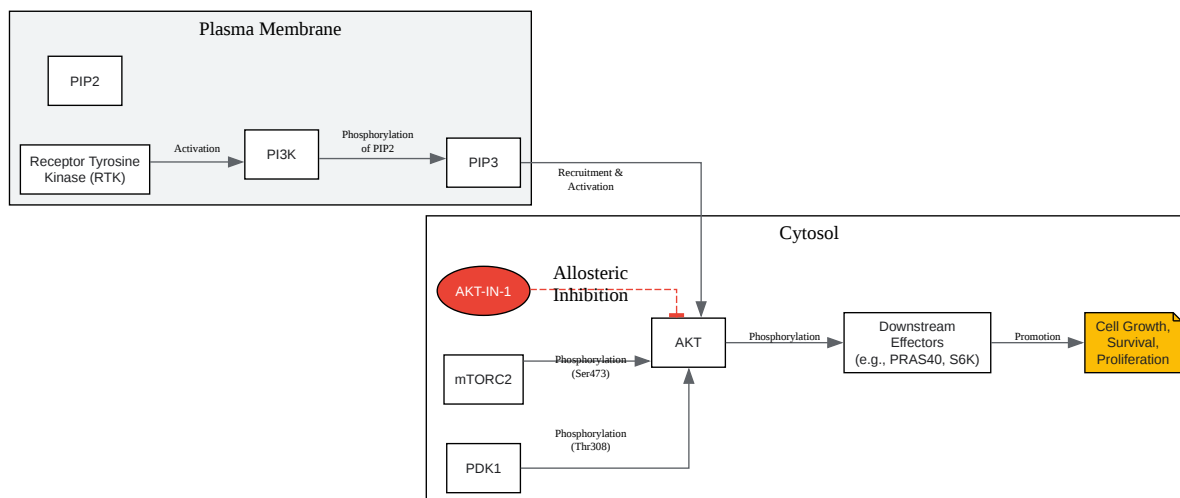 Plasma Membrane
PIP2
Receptor Tyrosine
Kinase (RTK)
Activation
PI3K
Phosphorylation
of PIP2
PIP3
Recruitment &
Activation
Cytosol
AKT-IN-1
Allosteric
Inhibition
mTORC2
Phosphorylation
(Ser473)
PDK1
Phosphorylation
(Thr308)
AKT
Phosphorylation
Downstream
Effectors
(e.g., PRAS40, S6K)
Promotion
Cell Growth,
Survival,
Proliferation